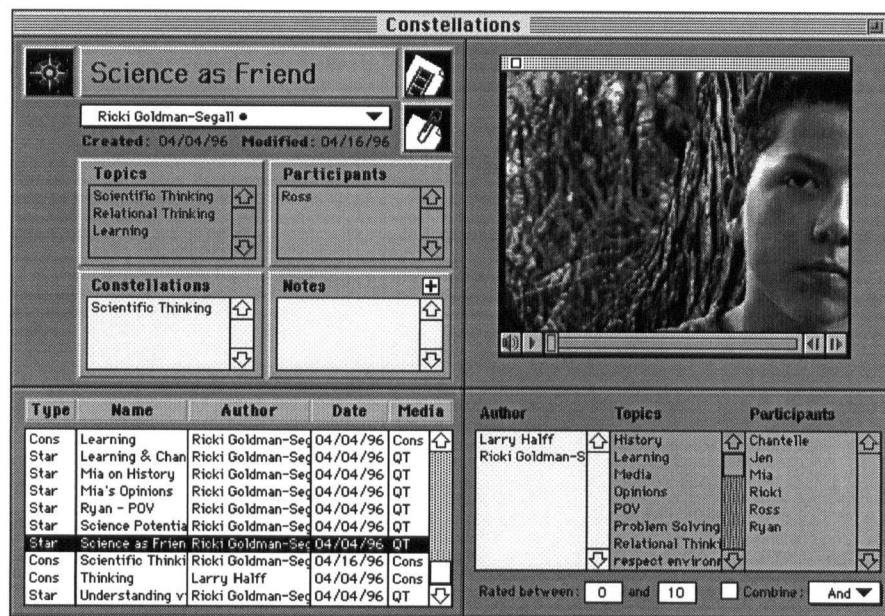 Constellations
Science as Friend
Ricki Goldman-Segall
Created: 04/04/96 Modified: 04/16/96
Topics
Scientific Thinking
Relational Thinking
Learning
Participants
Ross
Constellations
Scientific Thinking
Notes
Type Name Author Date Media
Cons Learning Ricki Goldman-Seg 04/04/96 Cons
Star Learning & Chan Ricki Goldman-Seg 04/04/96 QT
Star Mia on History Ricki Goldman-Seg 04/04/96 QT
Star Mia's Opinions Ricki Goldman-Seg 04/04/96 QT
Star Ryan - POV Ricki Goldman-Seg 04/04/96 QT
Star Science Potentia Ricki Goldman-Seg 04/04/96 QT
Star Science as Frien Ricki Goldman-Seg 04/04/96 QT
Cons Scientific Thinki Ricki Goldman-Seg 04/16/96 Cons
Cons Thinking Larry Halff 04/04/96 Cons
Star Understanding v Ricki Goldman-Seg 04/04/96 QT
Author
Larry Halff
Ricki Goldman-S
Topics
History
Learning
Media
Opinions
POV
Problem Solving
Relational Thinki
respect environm
Participants
Chantelle
Jen
Mia
Ricki
Ross
Ryan
Rated between: 0 and 10 Combine: And